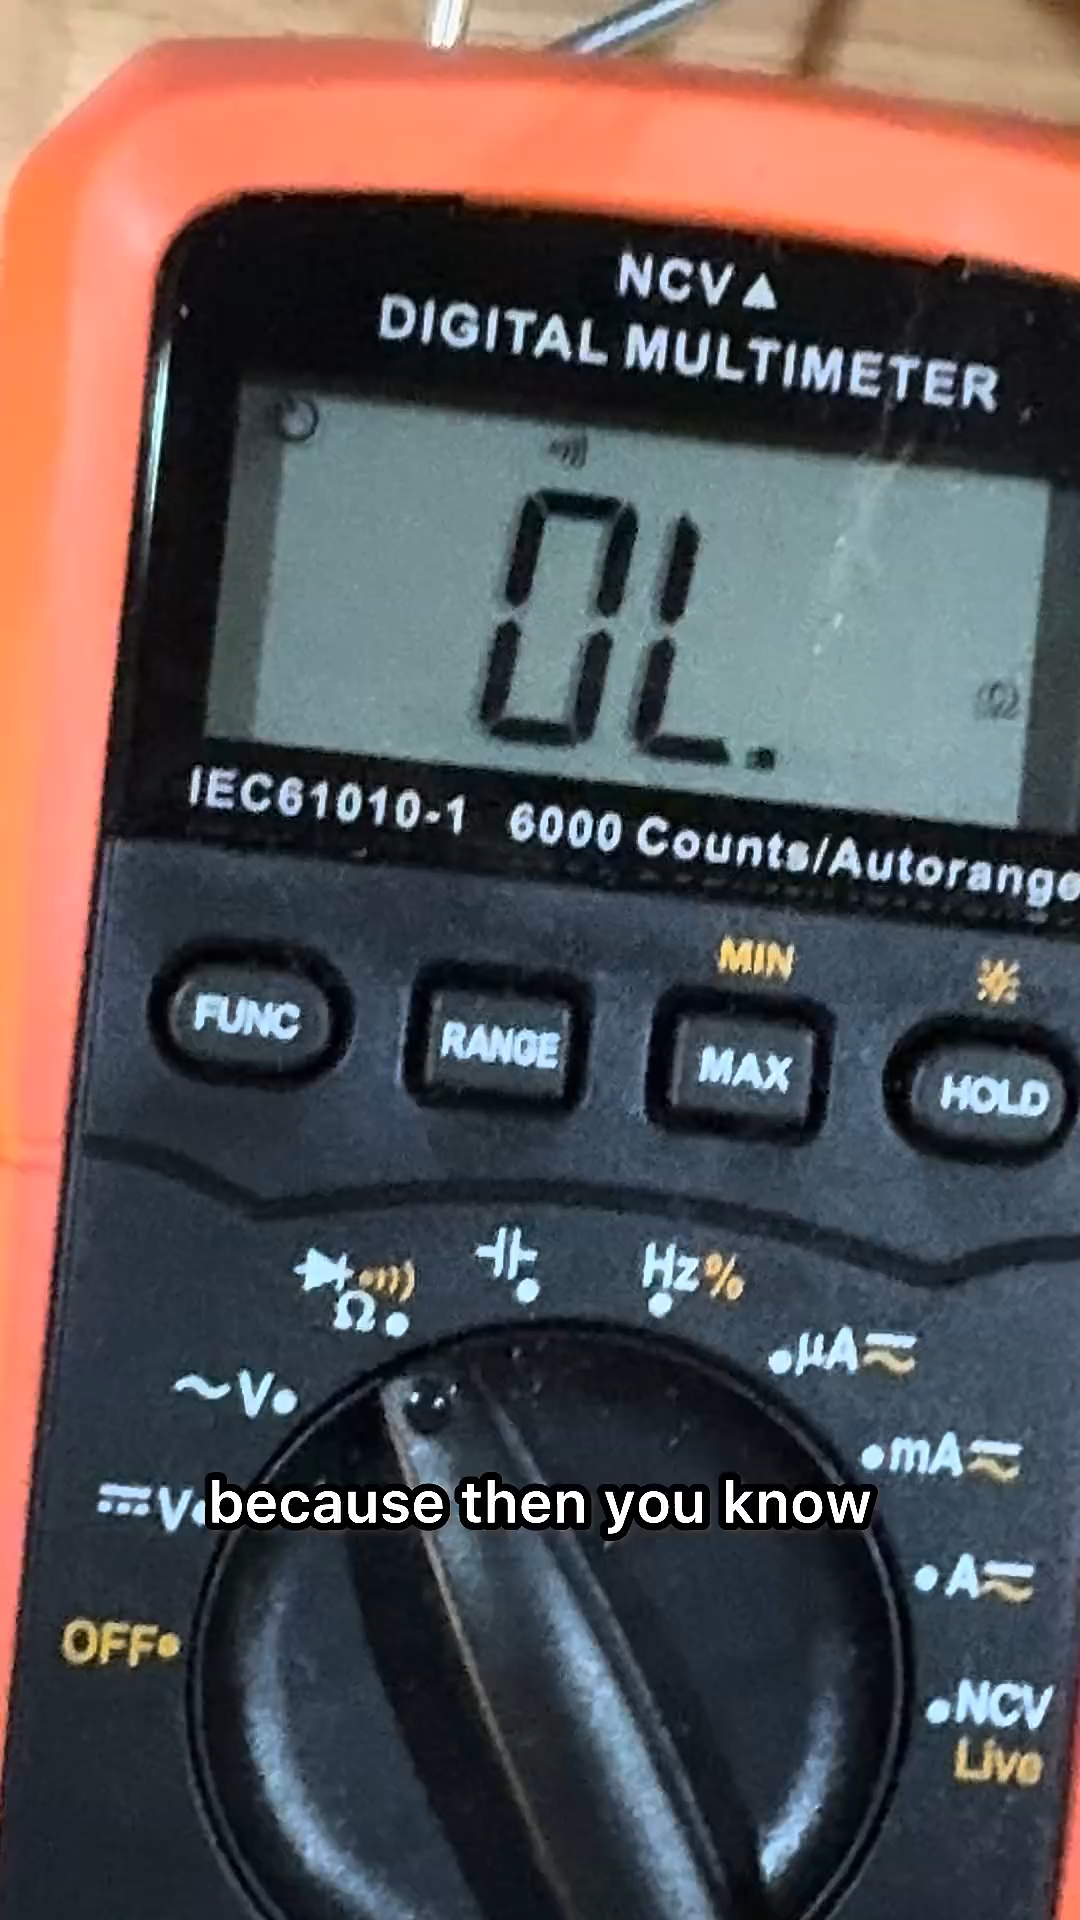 NCV▲
DIGITAL MULTIMETER
0L.
Ω
IEC61010-1 6000 Counts/Autorange
MIN
FUNC RANGE MAX HOLD
Hz%
Ω
µA
~V
mA
V
because then you know
A
OFF
NCV
Live